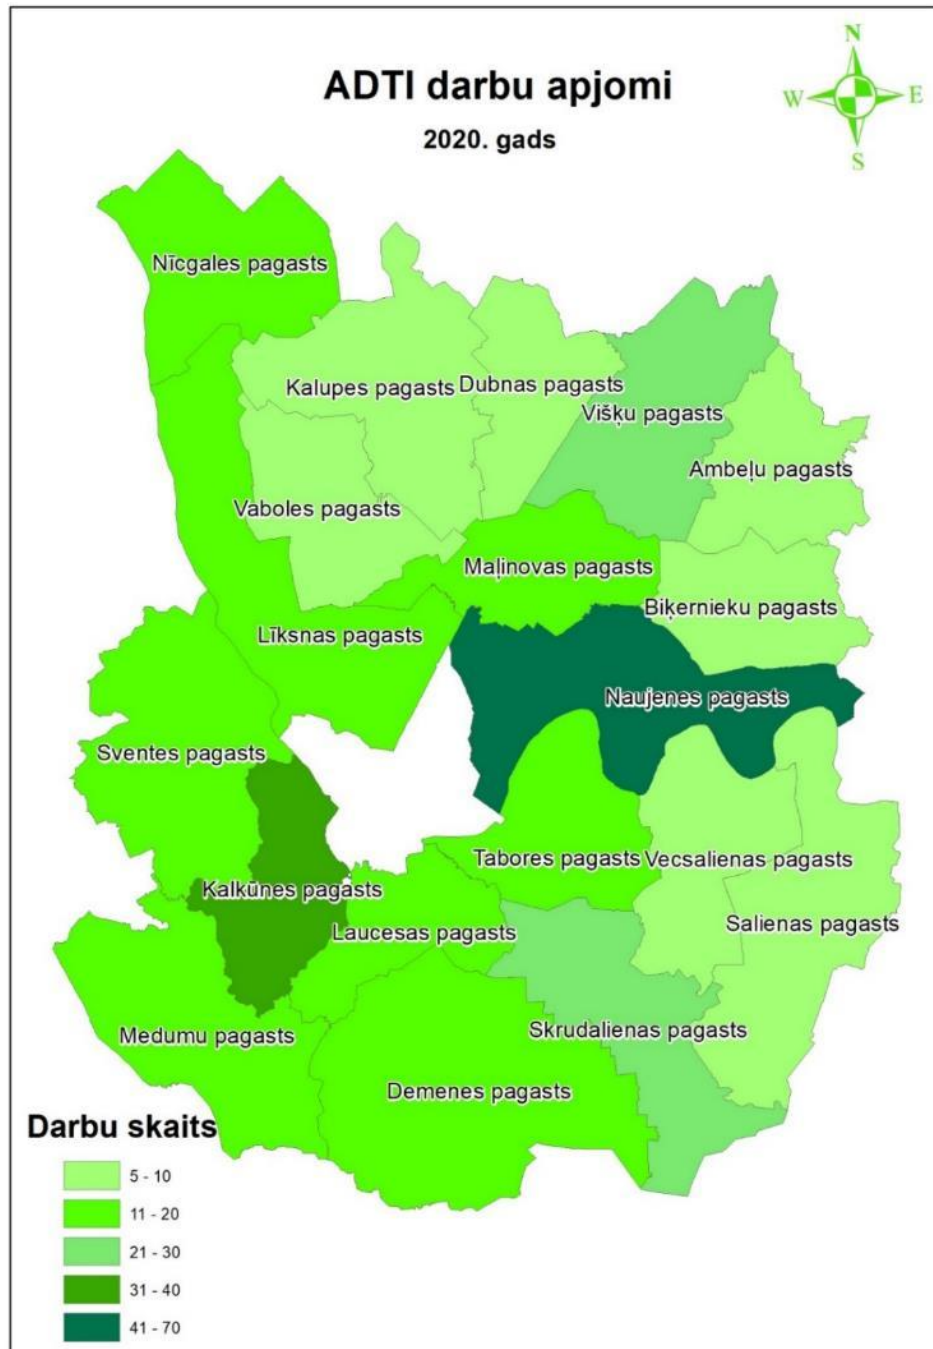 ADTI darbu apjomi
2020. gads
N
W
E
S
Nīcgales pagasts
Kalupes pagasts
Dubnas pagasts
Višķu pagasts
Ambeļu pagasts
Vaboles pagasts
Maļinovas pagasts
Biķernieku pagasts
Līksnas pagasts
Naujenes pagasts
Sventes pagasts
Tabores pagasts
Vecsalienas pagasts
Kalkūnes pagasts
Laucesas pagasts
Salienas pagasts
Medumu pagasts
Skrudalienas pagasts
Demenes pagasts
Darbu skaits
5 - 10
11 - 20
21 - 30
31 - 40
41 - 70